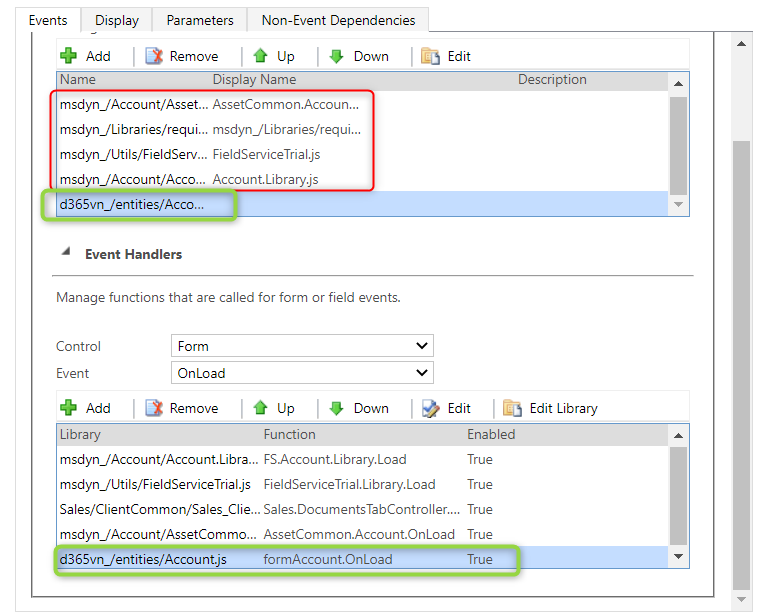 Events Display Parameters Non-Event Dependencies
Add Remove Up Down Edit
Name Display Name Description
msdyn_/Account/Asset... AssetCommon.Accoun...
msdyn_/Libraries/requi... msdyn_/Libraries/requi...
msdyn_/Utils/FieldServ... FieldServiceTrial.js
msdyn_/Account/Acco... Account.Library.js
d365vn_/entities/Acco...
Event Handlers
Manage functions that are called for form or field events.
Control Form
Event OnLoad
Add Remove Up Down Edit Edit Library
Library Function Enabled
msdyn_/Account/Account.Libra... FS.Account.Library.Load True
msdyn_/Utils/FieldServiceTrial.js FieldServiceTrial.Library.Load True
Sales/ClientCommon/Sales_Clie... Sales.DocumentsTabController.... True
msdyn_/Account/AssetCommo... AssetCommon.Account.OnLoad True
d365vn_/entities/Account.js formAccount.OnLoad True